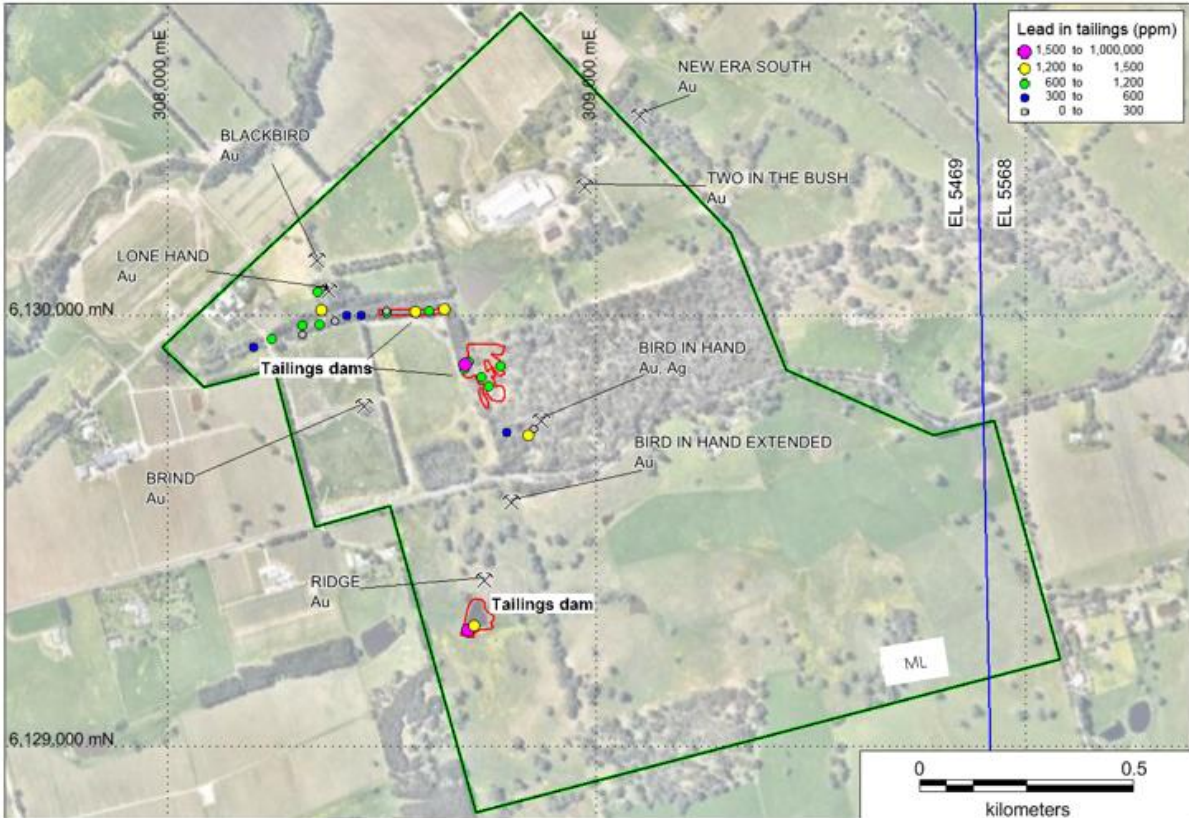 Lead in tailings (ppm)
1,500 to 1,000,000
1,200 to 1,500
600 to 1,200
300 to 600
0 to 300
308,000 mE
309,000 mE
NEW ERA SOUTH
Au
BLACKBIRD
Au
TWO IN THE BUSH
Au
EL 5469
EL 5568
LONE HAND
Au
6,130,000 mN
Tailings dams
BIRD IN HAND
Au, Ag
BIRD IN HAND EXTENDED
Au
BRIND
Au
RIDGE
Au
Tailings dam
ML
6,129,000 mN
0 0.5
kilometers